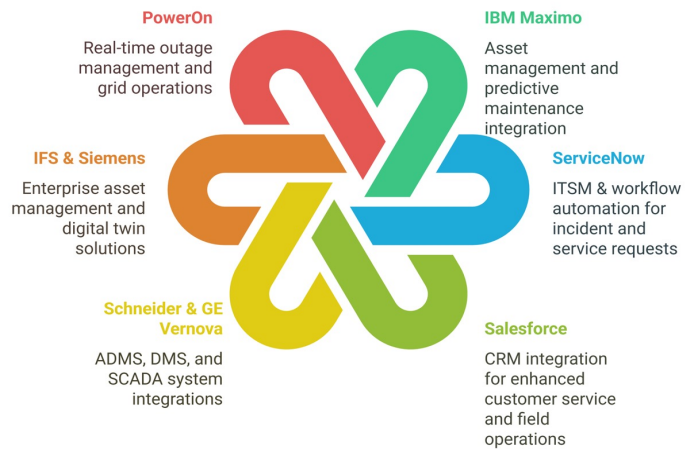 PowerOn
Real-time outage
management and
grid operations
IBM Maximo
Asset
management and
predictive
maintenance
integration
IFS & Siemens
Enterprise asset
management and
digital twin
solutions
ServiceNow
ITSM & workflow
automation for
incident and
service requests
Schneider & GE
Vernova
ADMS, DMS, and
SCADA system
integrations
Salesforce
CRM integration
for enhanced
customer service
and field
operations